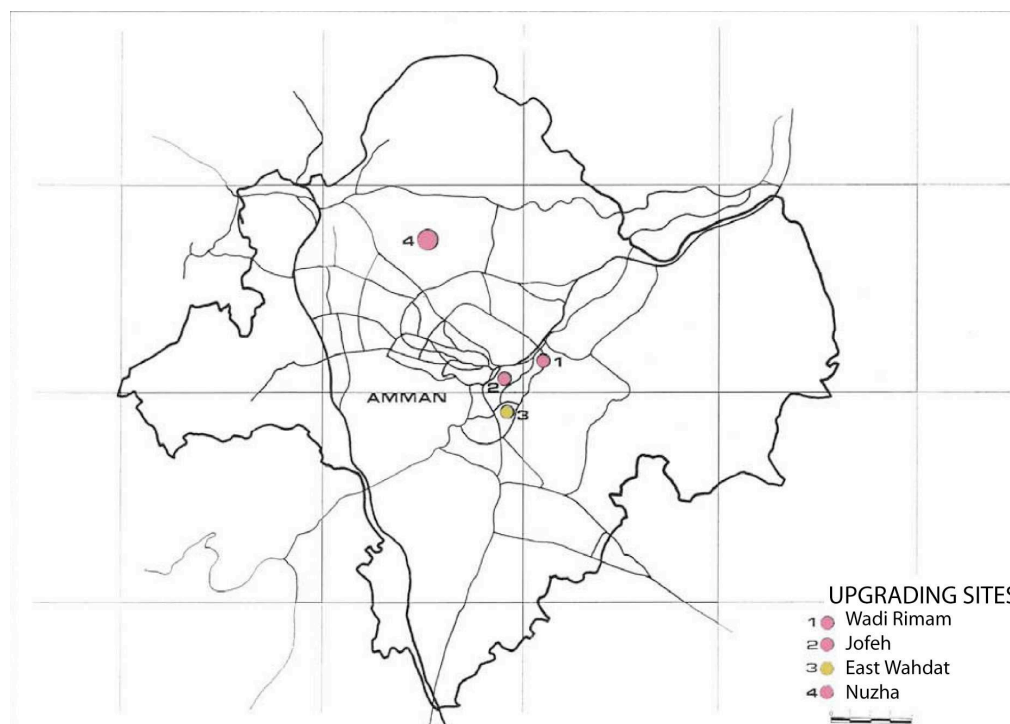 4
1
2
AMMAN
3
UPGRADING SITES
1 Wadi Rimam
2 Jofeh
3 East Wahdat
4 Nuzha